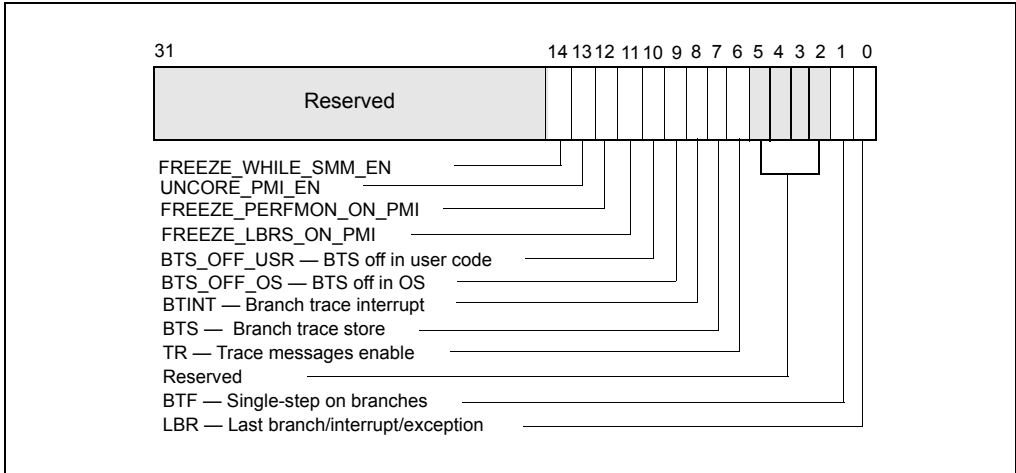 31 14 13 12 11 10 9 8 7 6 5 4 3 2 1 0
Reserved
FREEZE_WHILE_SMM_EN
UNCORE_PMI_EN
FREEZE_PERFMON_ON_PMI
FREEZE_LBRS_ON_PMI
BTS_OFF_USR — BTS off in user code
BTS_OFF_OS — BTS off in OS
BTINT — Branch trace interrupt
BTS — Branch trace store
TR — Trace messages enable
Reserved
BTF — Single-step on branches
LBR — Last branch/interrupt/exception